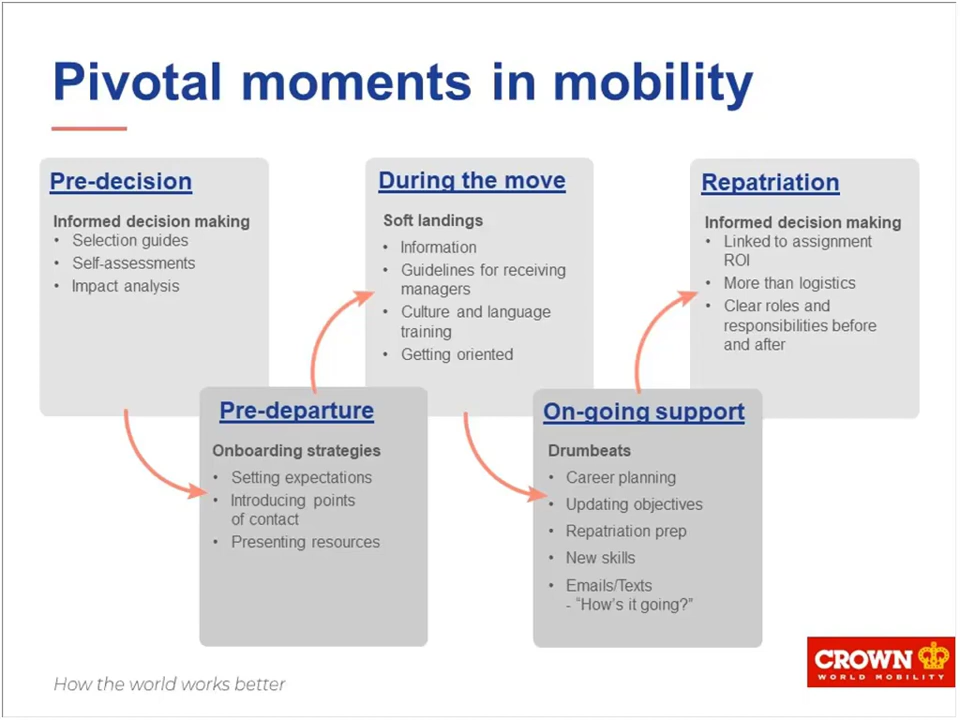 Pivotal moments in mobility
Pre-decision
Informed decision making
• Selection guides
• Self-assessments
• Impact analysis
Pre-departure
Onboarding strategies
• Setting expectations
• Introducing points
of contact
• Presenting resources
During the move
Soft landings
• Information
• Guidelines for receiving
managers
• Culture and language
training
• Getting oriented
On-going support
Drumbeats
• Career planning
• Updating objectives
• Repatriation prep
• New skills
• Emails/Texts
- “How’s it going?”
Repatriation
Informed decision making
• Linked to assignment
ROI
• More than logistics
• Clear roles and
responsibilities before
and after
How the world works better
CROWN
WORLD MOBILITY